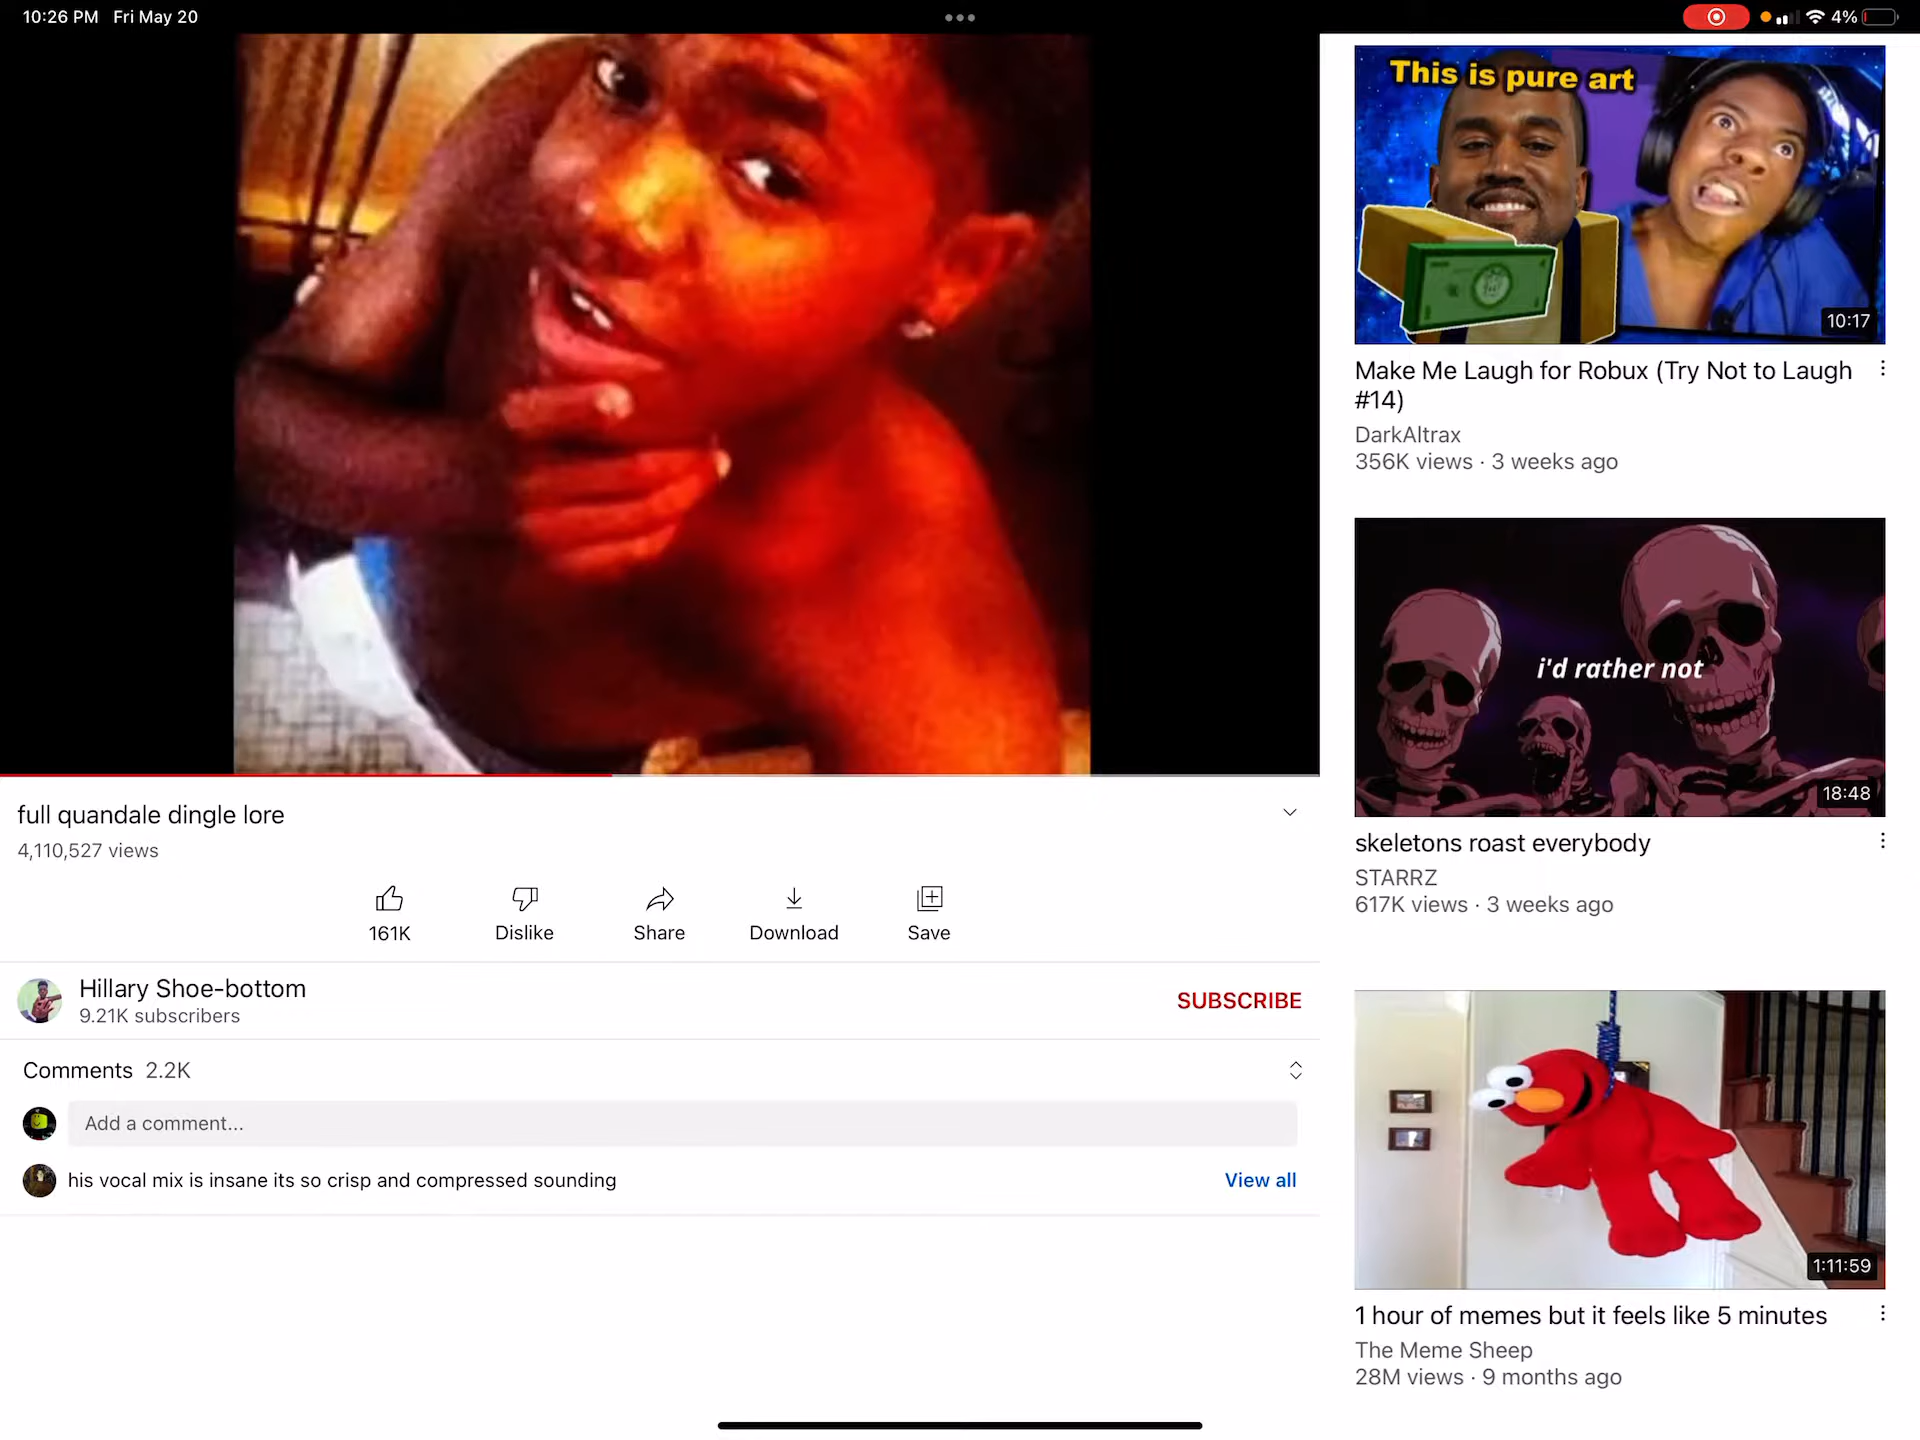 10:26 PM Fri May 20
4%
full quandale dingle lore
4,110,527 views
161K
Dislike
Share
Download
Save
Hillary Shoe-bottom
9.21K subscribers
SUBSCRIBE
Comments 2.2K
Add a comment...
his vocal mix is insane its so crisp and compressed sounding
View all
This is pure art
10:17
Make Me Laugh for Robux (Try Not to Laugh
#14)
DarkAltrax
356K views · 3 weeks ago
i'd rather not
18:48
skeletons roast everybody
STARRZ
617K views · 3 weeks ago
1:11:59
1 hour of memes but it feels like 5 minutes
The Meme Sheep
28M views · 9 months ago